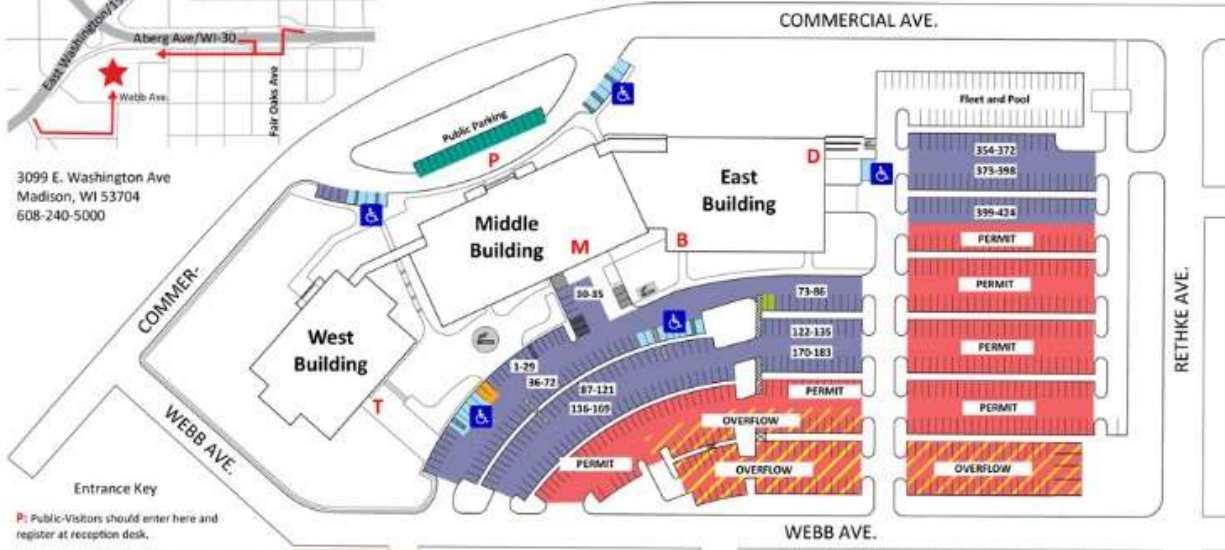 East Washington/15
Aberg Ave/WI-30
Webb Ave.
Fair Oaks Ave
3099 E. Washington Ave
Madison, WI 53704
608-240-5000
COMMERCIAL AVE.
Public Parking
P
Fleet and Pool
D
354-372
373-398
East
Building
399-424
PERMIT
Middle
Building
M
B
PERMIT
30-35
73-86
COMMER-
122-135
170-183
PERMIT
RETHKE AVE.
West
Building
1-29
36-72
87-121
136-169
PERMIT
PERMIT
T
OVERFLOW
WEBB AVE.
PERMIT
OVERFLOW
OVERFLOW
Entrance Key
P: Public-Visitors should enter here and
register at reception desk.
WEBB AVE.